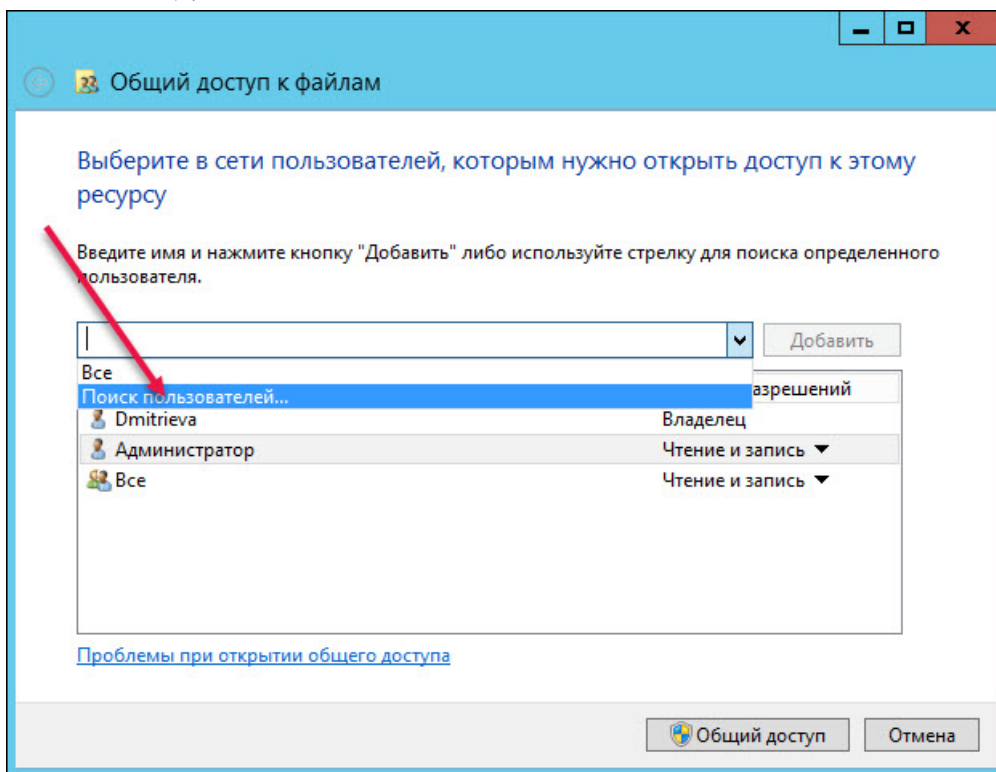 Общий доступ к файлам
Выберите в сети пользователей, которым нужно открыть доступ к этому
ресурсу
Введите имя и нажмите кнопку "Добавить" либо используйте стрелку для поиска определенного
пользователя.
Добавить
Все
азрешений
Поиск пользователей...
Dmitrieva Владелец
Администратор Чтение и запись
Все Чтение и запись
Проблемы при открытии общего доступа
Общий доступ Отмена